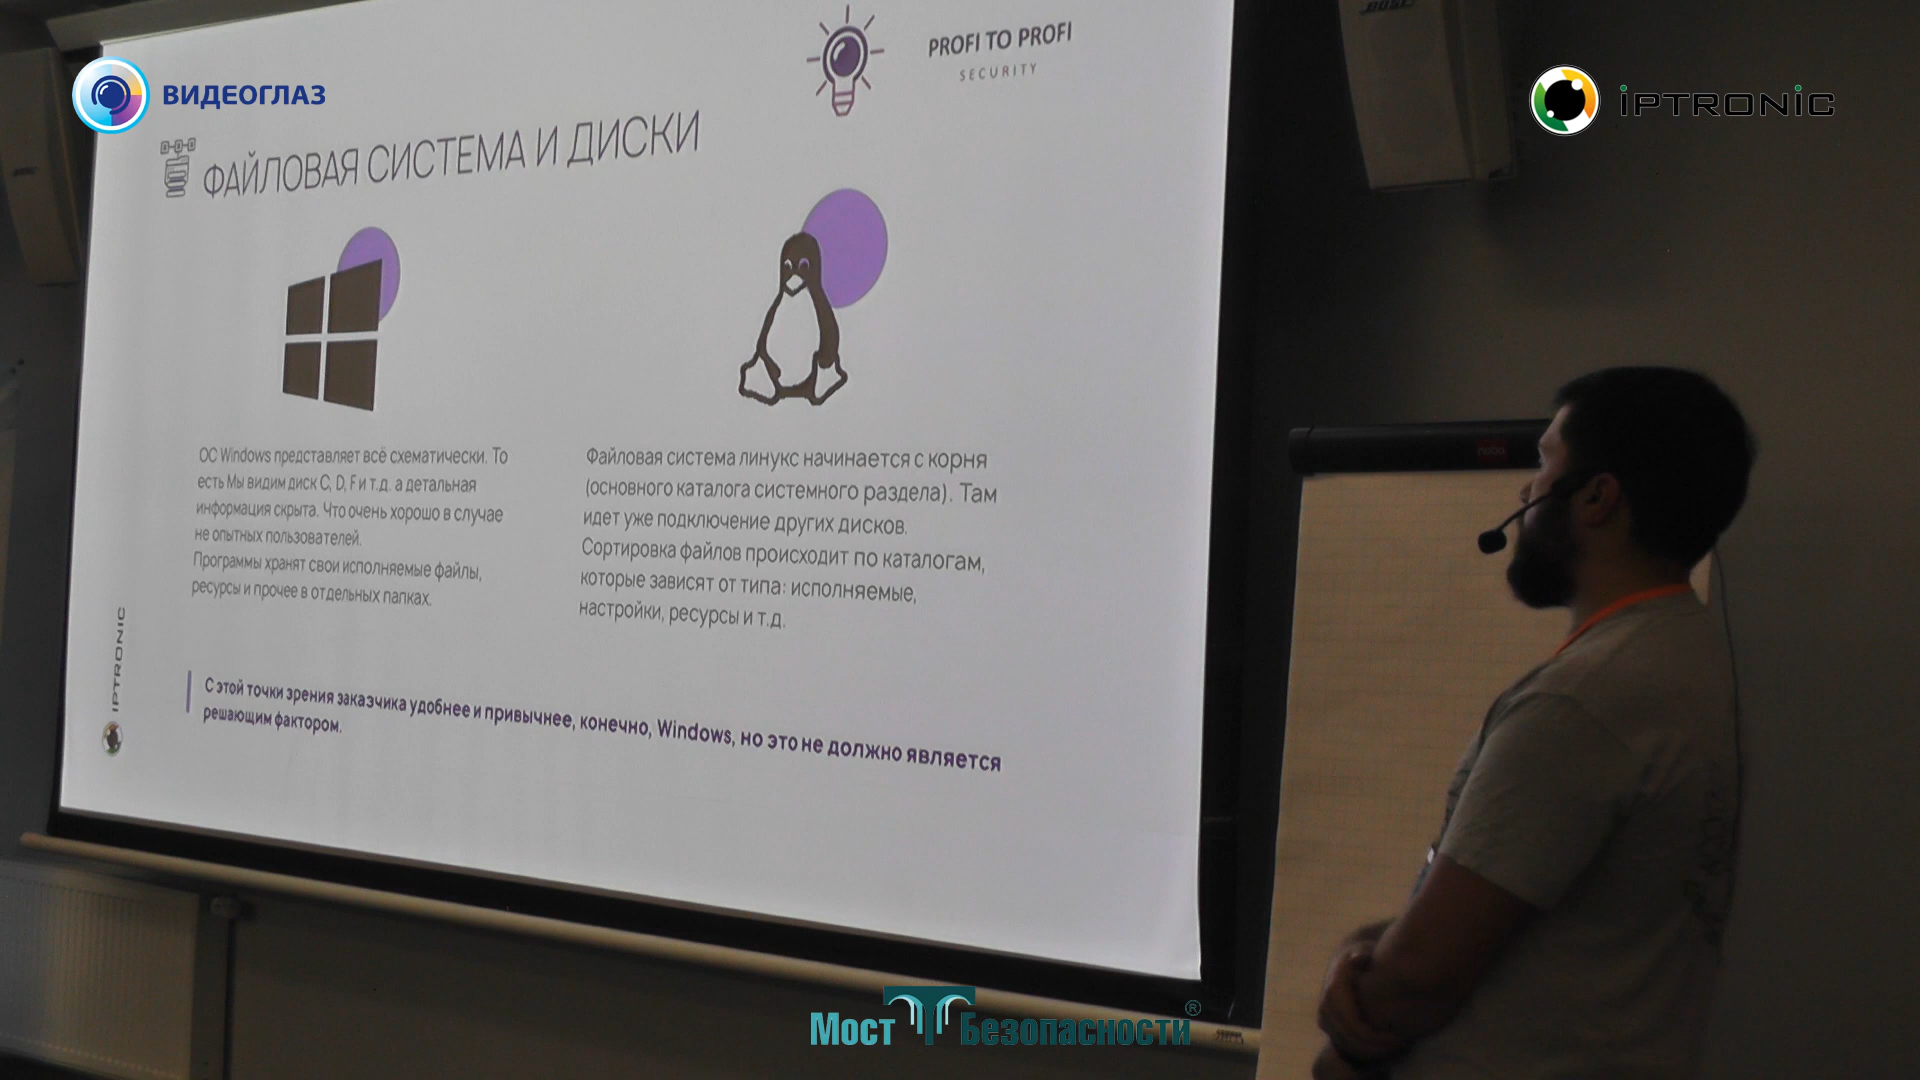 BOSE
ВИДЕОГЛАЗ
PROFI TO PROFI
SECURITY
iPTRONiC
ФАЙЛОВАЯ СИСТЕМА И ДИСКИ
ОС Windows представляет всё схематически. То
есть Мы видим диск C, D, F и т.д. а детальная
информация скрыта. Что очень хорошо в случае
не опытных пользователей.
Программы хранят свои исполняемые файлы,
ресурсы и прочее в отдельных папках.
Файловая система линукс начинается с корня
(основного каталога системного раздела). Там
идет уже подключение других дисков.
Сортировка файлов происходит по каталогам,
которые зависят от типа: исполняемые,
настройки, ресурсы и т.д.
IPTRONIC
С этой точки зрения заказчика удобнее и привычнее, конечно, Windows, но это не должно является
решающим фактором.
nobo
Мост Безопасности ®